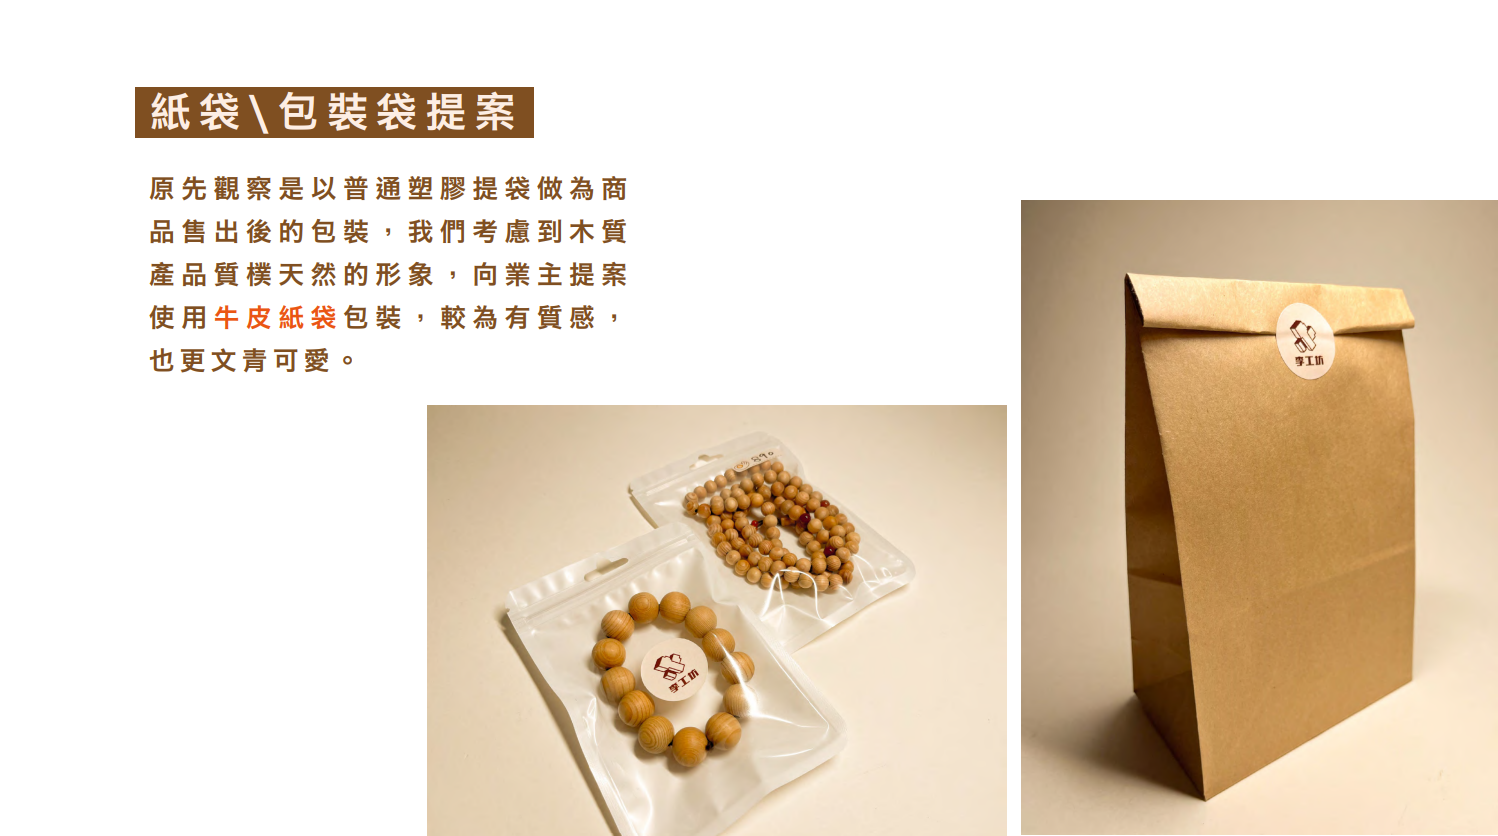 紙袋\包裝袋提案
原先觀察是以普通塑膠提袋做為商
品售出後的包裝，我們考慮到木質
產品質樸天然的形象，向業主提案
使用牛皮紙袋包裝，較為有質感，
也更文青可愛。
890
李工坊
李工坊